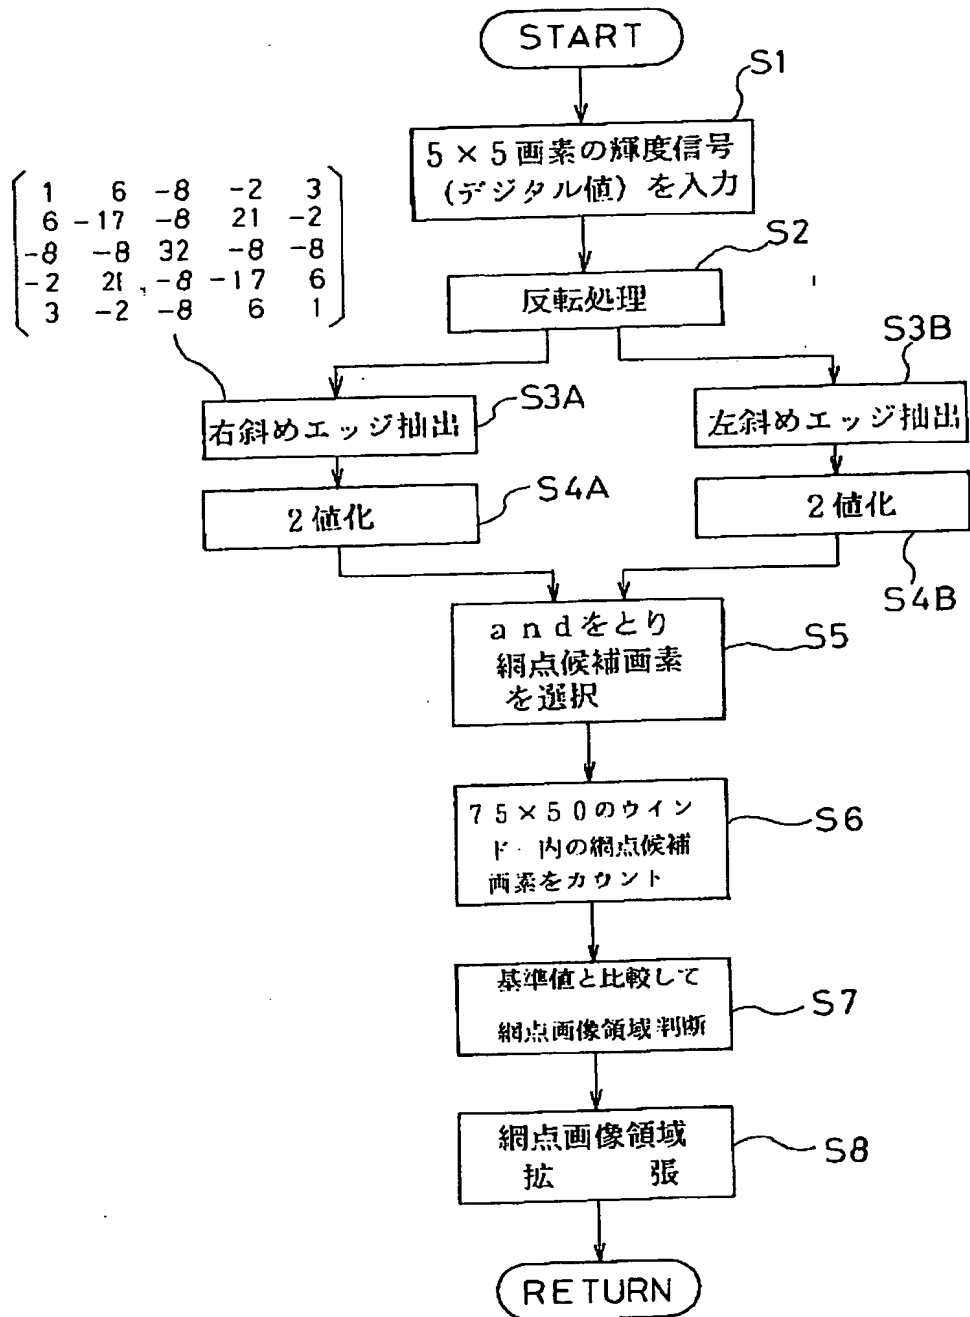 START
S1
5×5画素の輝度信号
(デジタル値)を入力
1 6 -8 -2 3
6 -17 -8 21 -2
-8 -8 32 -8 -8
-2 21 -8 -17 6
3 -2 -8 6 1
S2
反転処理
S3A
右斜めエッジ抽出
S3B
左斜めエッジ抽出
S4A
2値化
2値化
S4B
andをとり
網点候補画素
を選択
S5
75×50のウイン
ド 内の網点候補
画素をカウント
S6
基準値と比較して
網点画像領域判断
S7
網点画像領域
拡 張
S8
RETURN